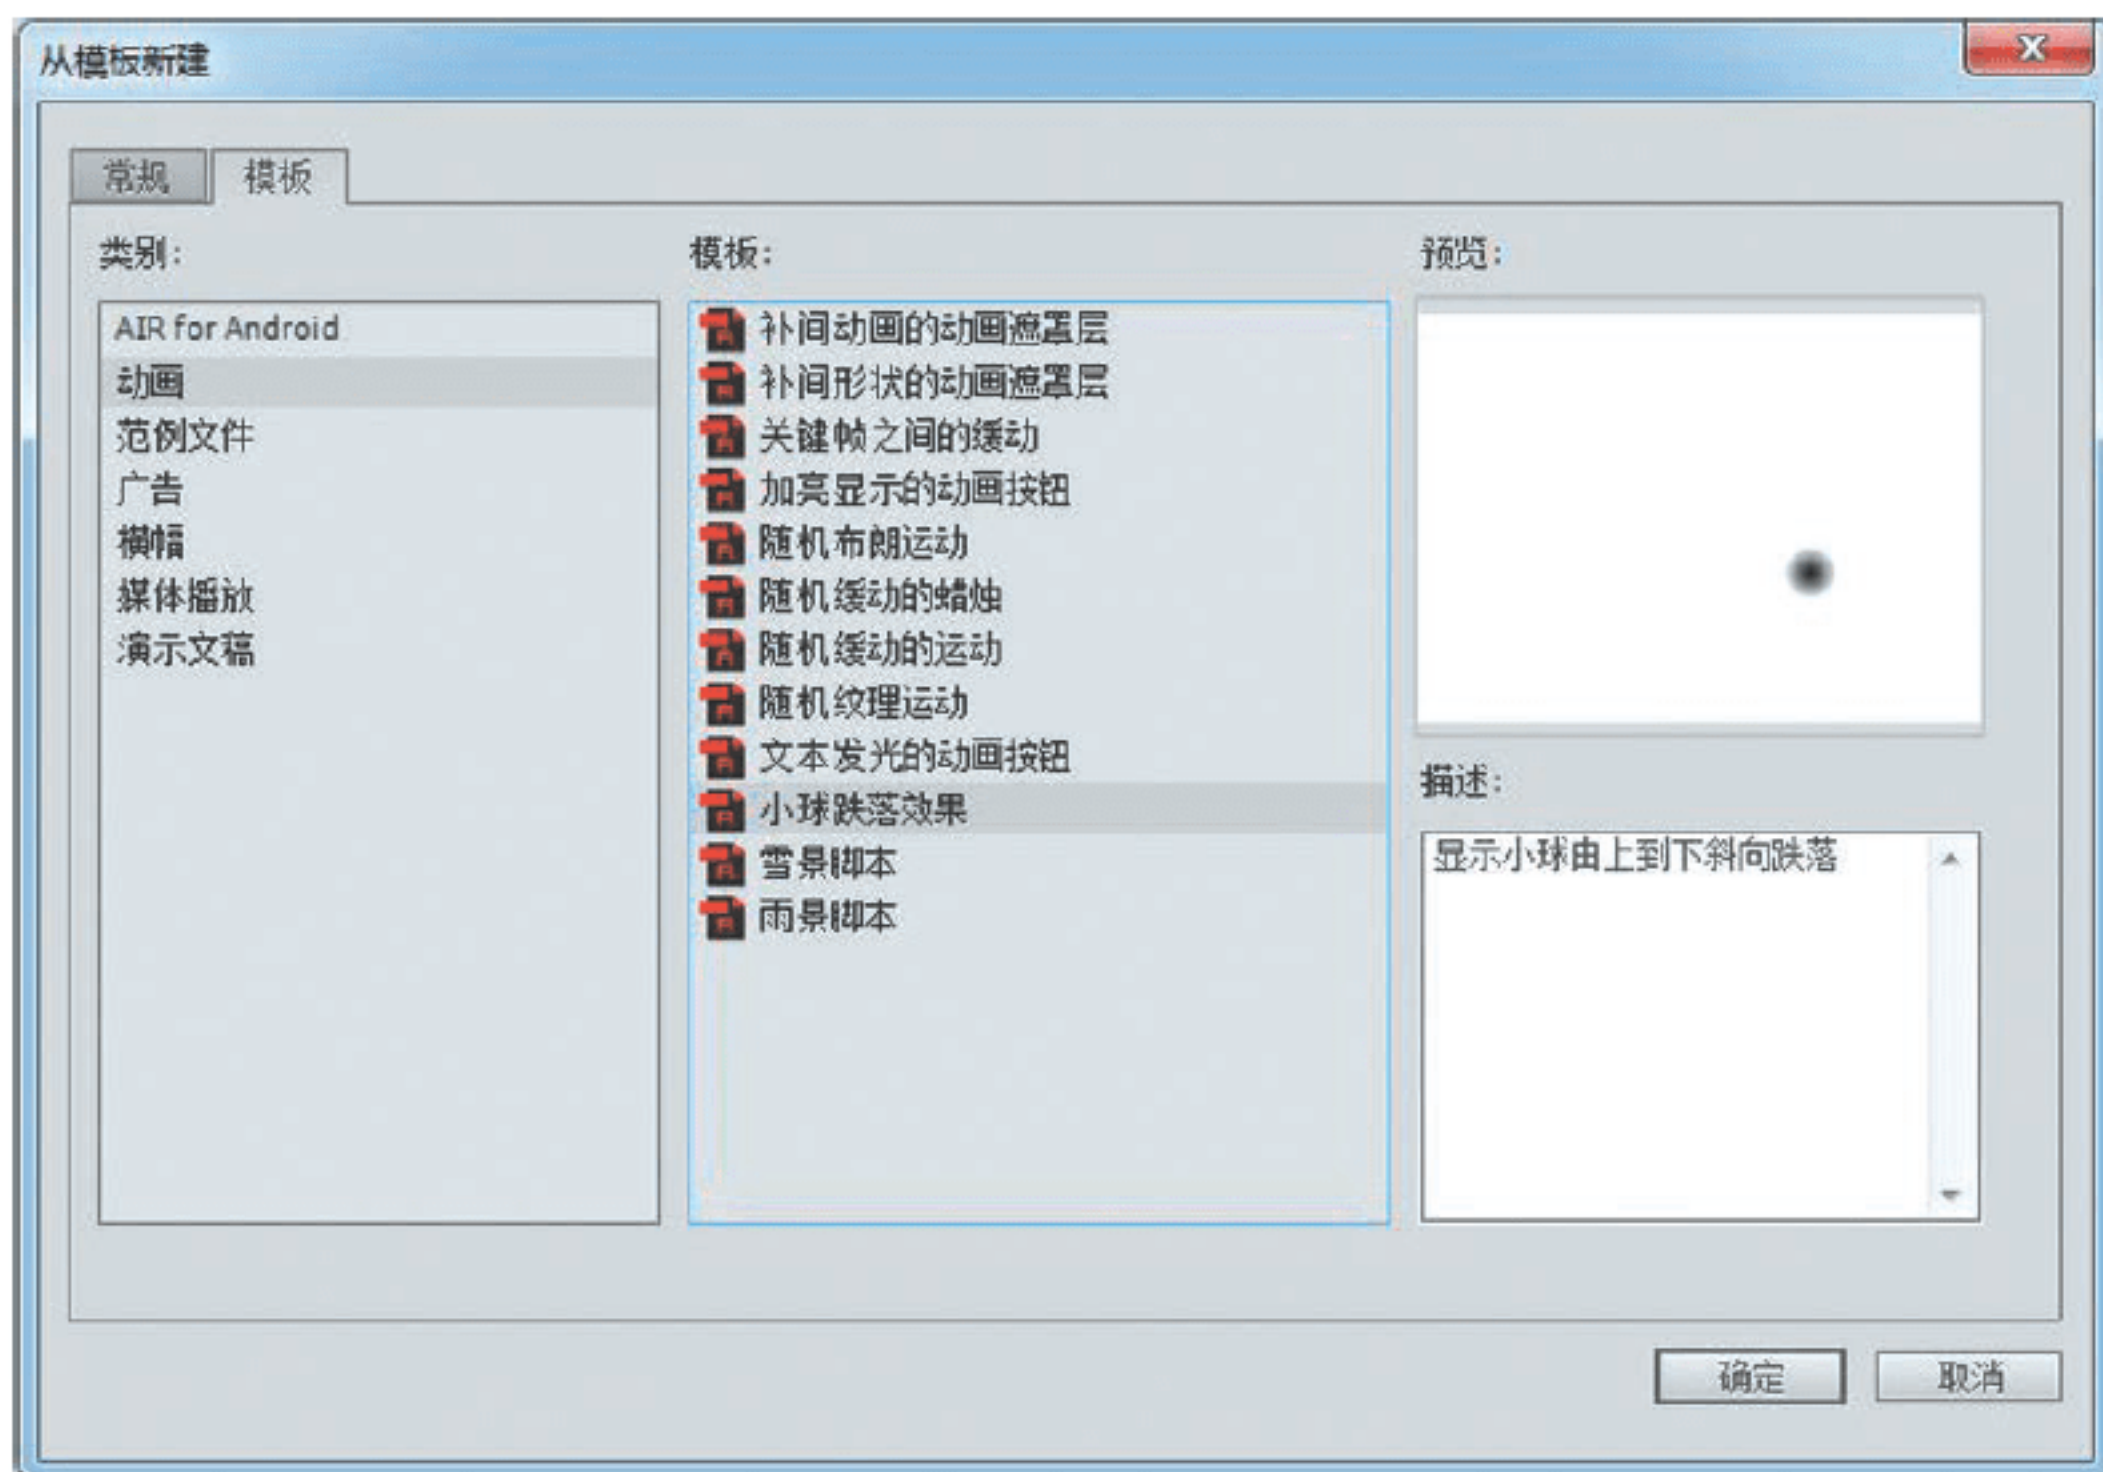 从模板新建
常规
模板
类别:
AIR for Android
动画
范例文件
广告
横幅
媒体播放
演示文稿
模板:
补间动画的动画遮罩层
补间形状的动画遮罩层
关键帧之间的缓动
加亮显示的动画按钮
随机布朗运动
随机缓动的蜡烛
随机缓动的运动
随机纹理运动
文本发光的动画按钮
小球跌落效果
雪景脚本
雨景脚本
预览:
描述:
显示小球由上到下斜向跌落
确定
取消